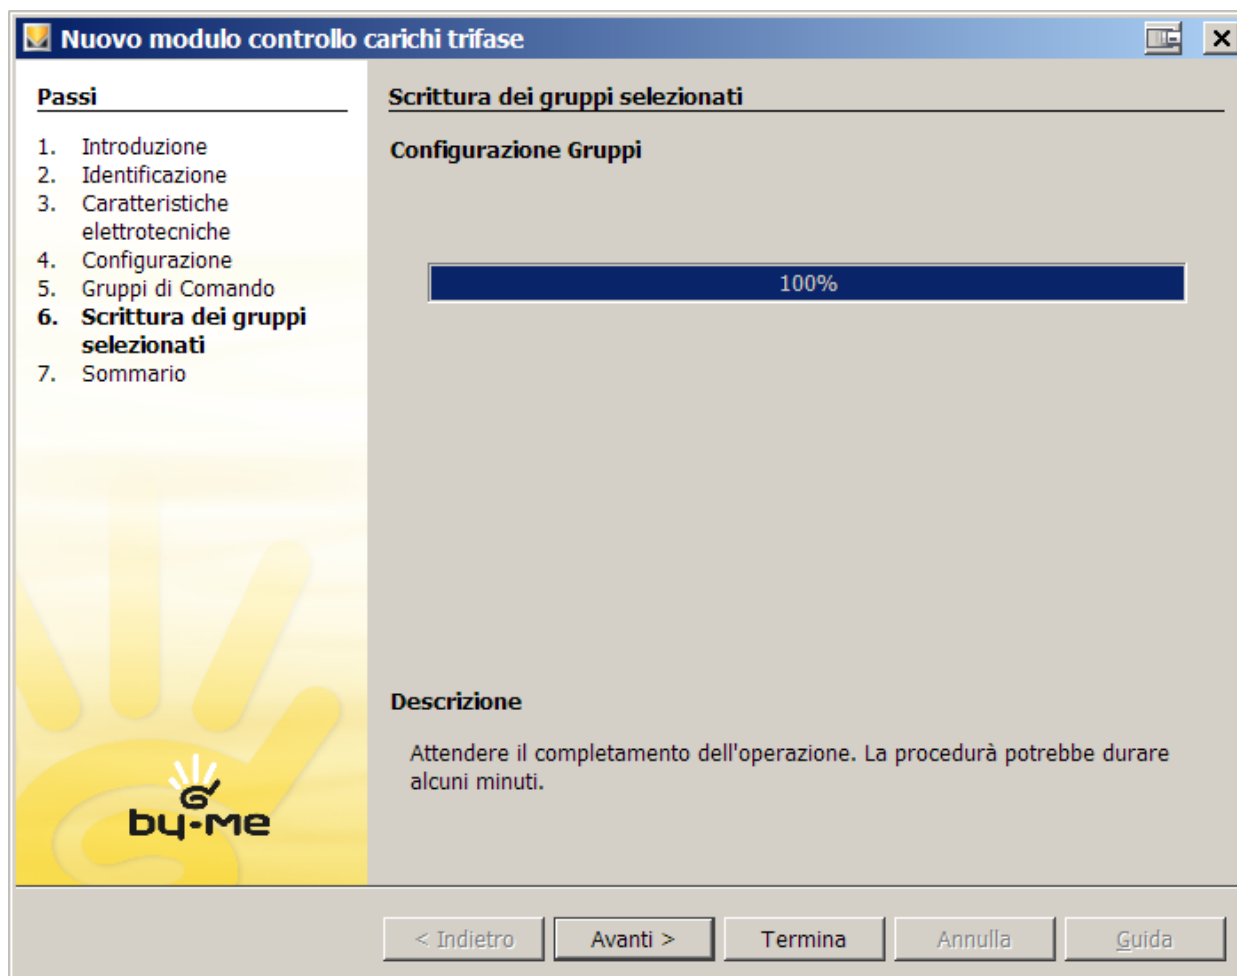 Nuovo modulo controllo carichi trifase
Passi
1. Introduzione
2. Identificazione
3. Caratteristiche
elettrotecniche
4. Configurazione
5. Gruppi di Comando
6. Scrittura dei gruppi
selezionati
7. Sommario
by-me
Scrittura dei gruppi selezionati
Configurazione Gruppi
100%
Descrizione
Attendere il completamento dell'operazione. La procedurà potrebbe durare
alcuni minuti.
< Indietro Avanti > Termina Annulla Guida